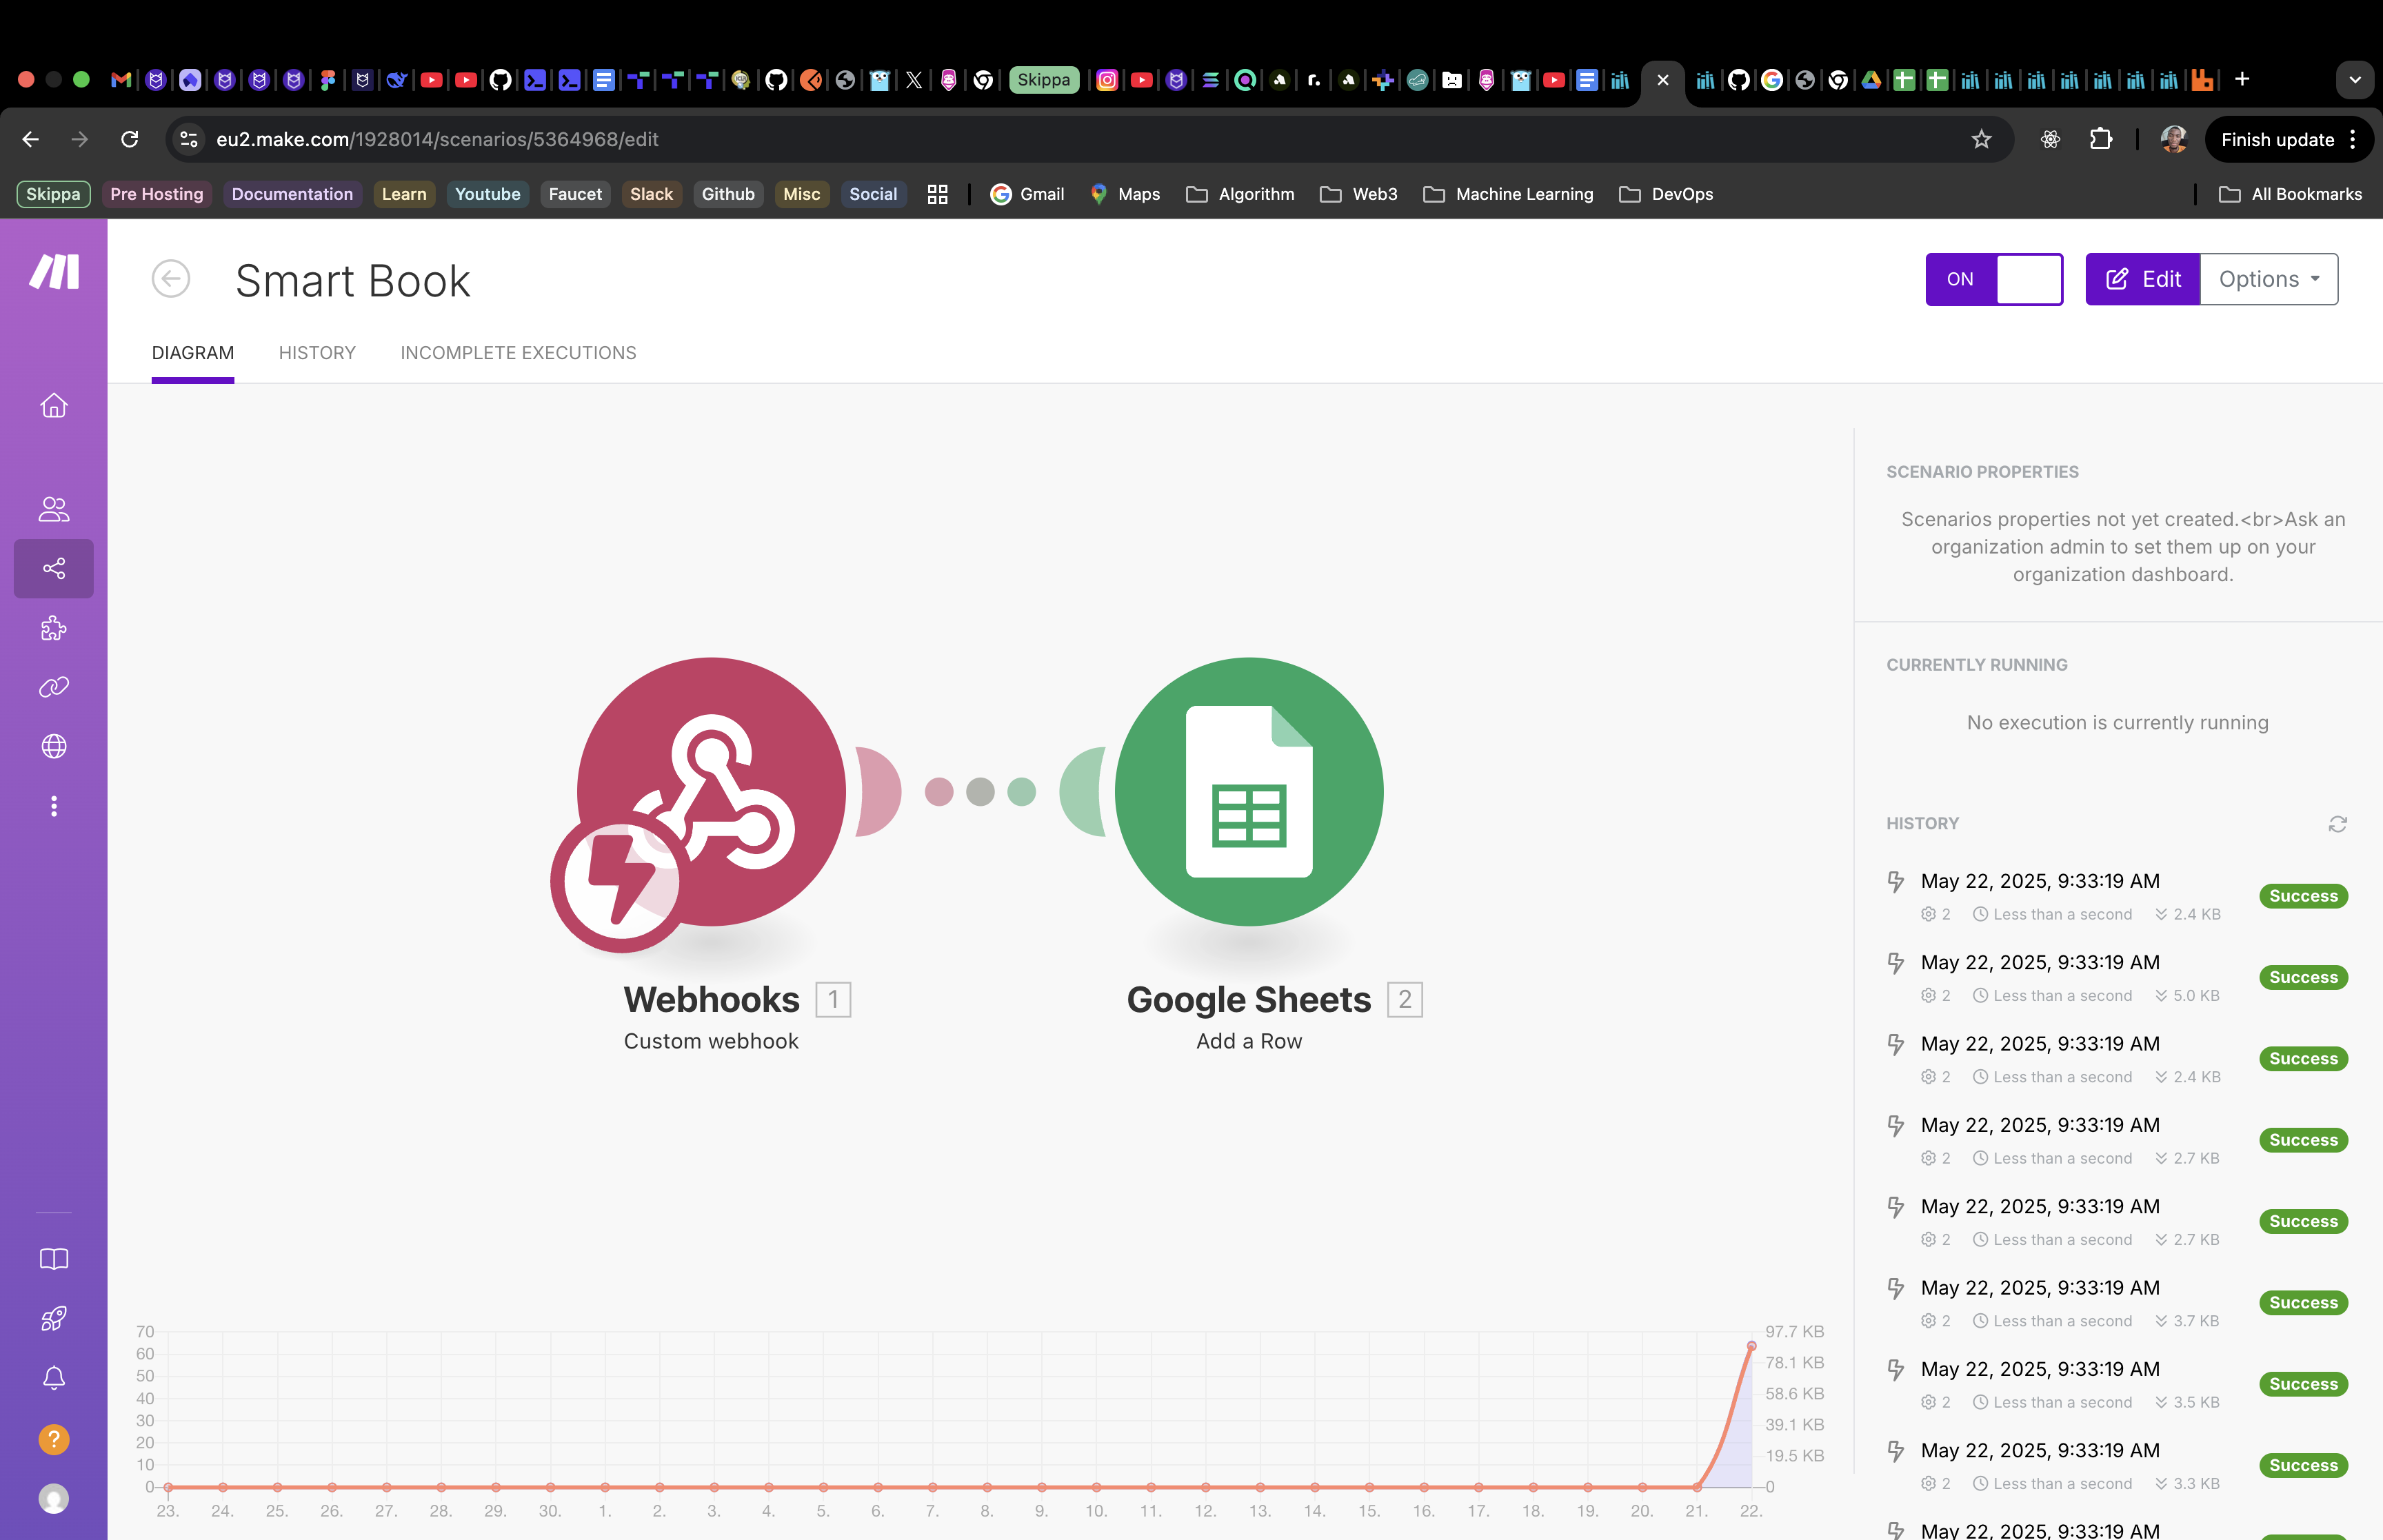 Skippa
eu2.make.com/1928014/scenarios/5364968/edit
Finish update
Skippa Pre Hosting Documentation Learn Youtube Faucet Slack Github Misc Social Gmail Maps Algorithm Web3 Machine Learning DevOps All Bookmarks
Smart Book
ON
Edit
Options
DIAGRAM HISTORY INCOMPLETE EXECUTIONS
SCENARIO PROPERTIES
Scenarios properties not yet created.<br>Ask an
organization admin to set them up on your
organization dashboard.
CURRENTLY RUNNING
No execution is currently running
Webhooks 1
Custom webhook
Google Sheets 2
Add a Row
HISTORY
May 22, 2025, 9:33:19 AM
2 Less than a second 2.4 KB
Success
May 22, 2025, 9:33:19 AM
2 Less than a second 5.0 KB
Success
May 22, 2025, 9:33:19 AM
2 Less than a second 2.4 KB
Success
May 22, 2025, 9:33:19 AM
2 Less than a second 2.7 KB
Success
May 22, 2025, 9:33:19 AM
2 Less than a second 2.7 KB
Success
May 22, 2025, 9:33:19 AM
2 Less than a second 3.7 KB
Success
May 22, 2025, 9:33:19 AM
2 Less than a second 3.5 KB
Success
May 22, 2025, 9:33:19 AM
2 Less than a second 3.3 KB
Success
May 22, 2025, 9:33:19 AM
70
60
50
40
30
20
10
0
97.7 KB
78.1 KB
58.6 KB
39.1 KB
19.5 KB
0
23. 24. 25. 26. 27. 28. 29. 30. 1. 2. 3. 4. 5. 6. 7. 8. 9. 10. 11. 12. 13. 14. 15. 16. 17. 18. 19. 20. 21. 22.
?